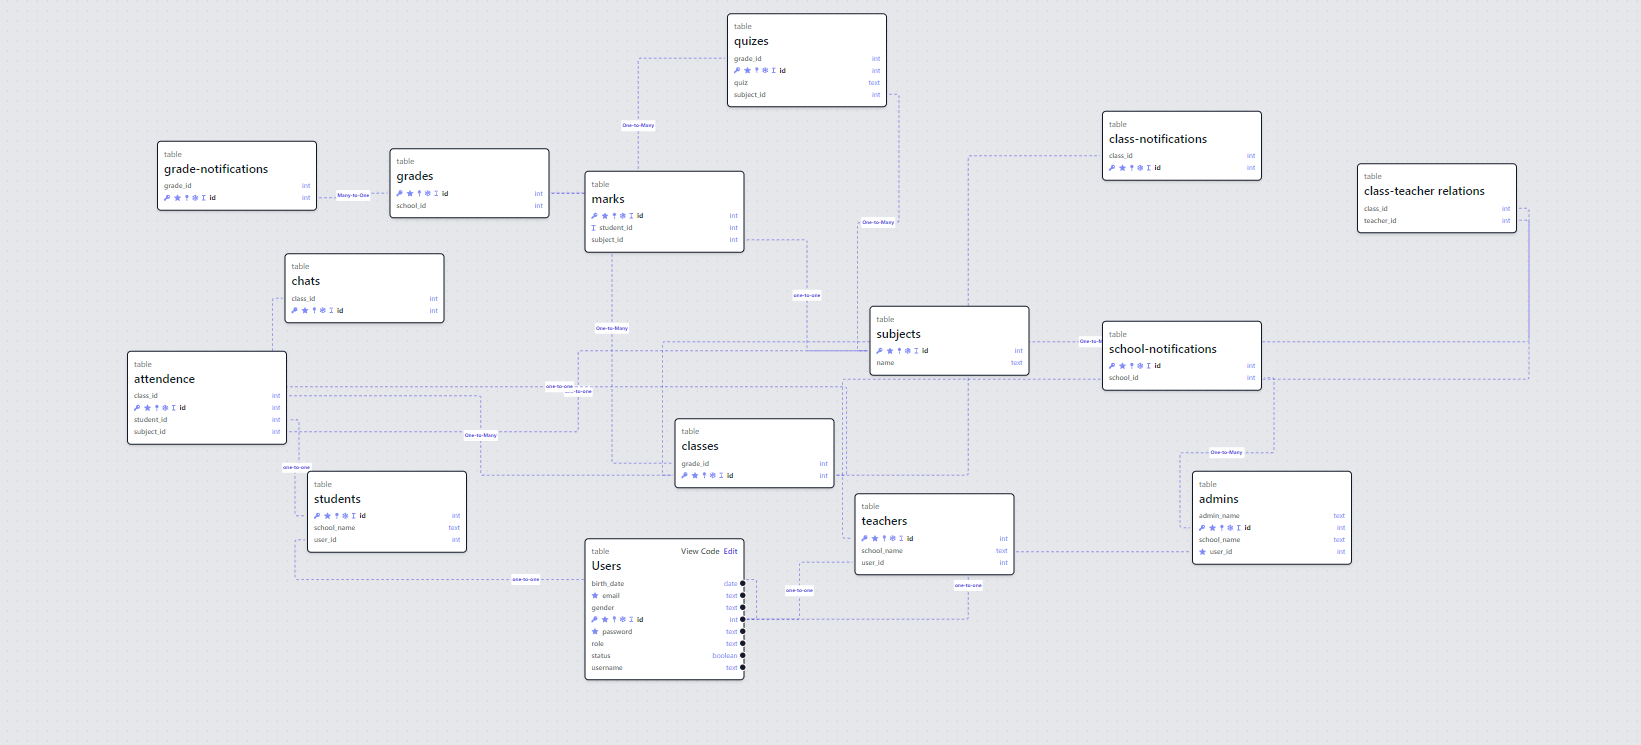 table
quizes
grade_id int
id int
quiz text
subject_id int
One-to-Many
table
class-notifications
class_id int
id int
table
grade-notifications
grade_id int
id int
Many-to-One
table
grades
id int
school_id int
table
marks
id int
student_id int
subject_id int
table
class-teacher relations
class_id int
teacher_id int
One-to-Many
table
chats
class_id int
id int
one-to-one
One-to-Many
table
subjects
id int
name text
One-to-M
table
school-notifications
id int
school_id int
table
attendence
class_id int
id int
student_id int
subject_id int
one-to-one
-to-one
One-to-Many
one-to-one
table
classes
grade_id int
id int
One-to-Many
table
students
id int
school_name text
user_id int
table
teachers
id int
school_name text
user_id int
table
admins
admin_name text
id int
school_name text
user_id int
one-to-one
table View Code Edit
Users
birth_date date
email text
gender text
id int
password text
role text
status boolean
username text
one-to-one
one-to-one